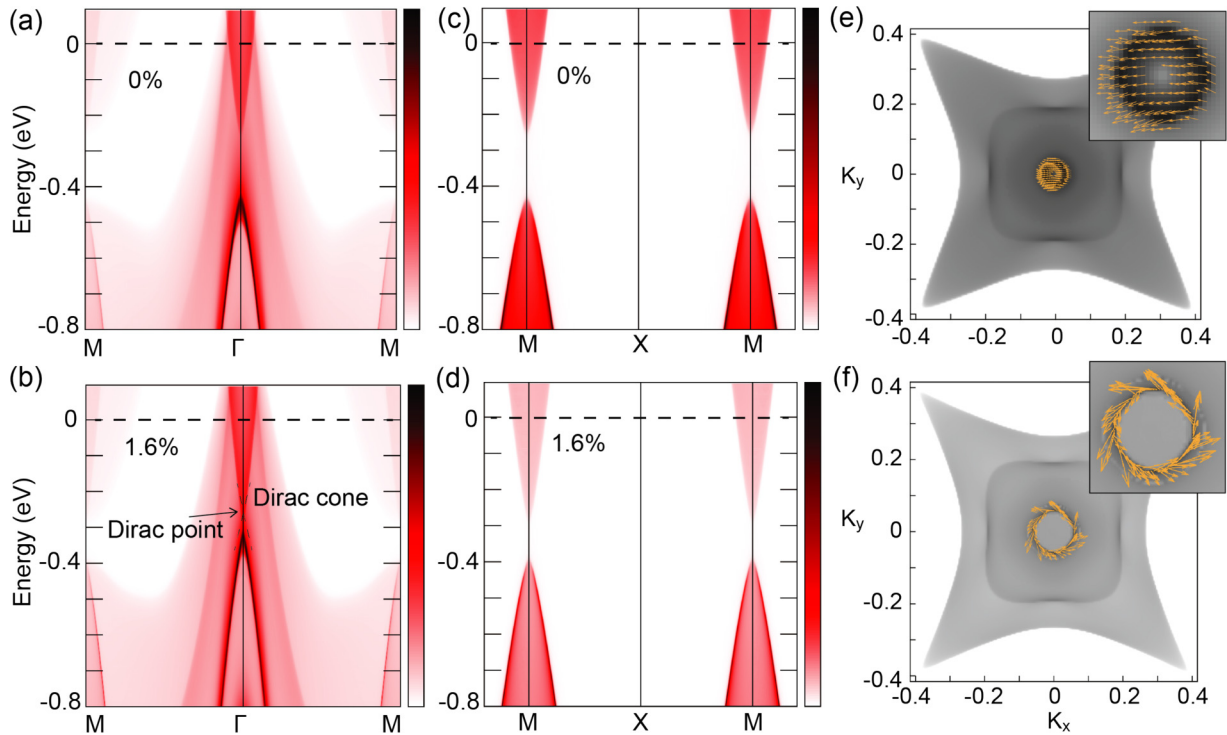 (a)
0
0%
Energy (eV)
-0.4
-0.8
M Γ M
(c)
0
0%
-0.4
-0.8
M X M
(e)
0.4
0.2
Ky 0
-0.2
-0.4
-0.4 -0.2 0 0.2 0.4
(b)
0
1.6%
Dirac cone
Dirac point
Energy (eV)
-0.4
-0.8
M Γ M
(d)
0
1.6%
-0.4
-0.8
M X M
(f)
0.4
0.2
Ky 0
-0.2
-0.4
-0.4 -0.2 0 0.2 0.4
Kx